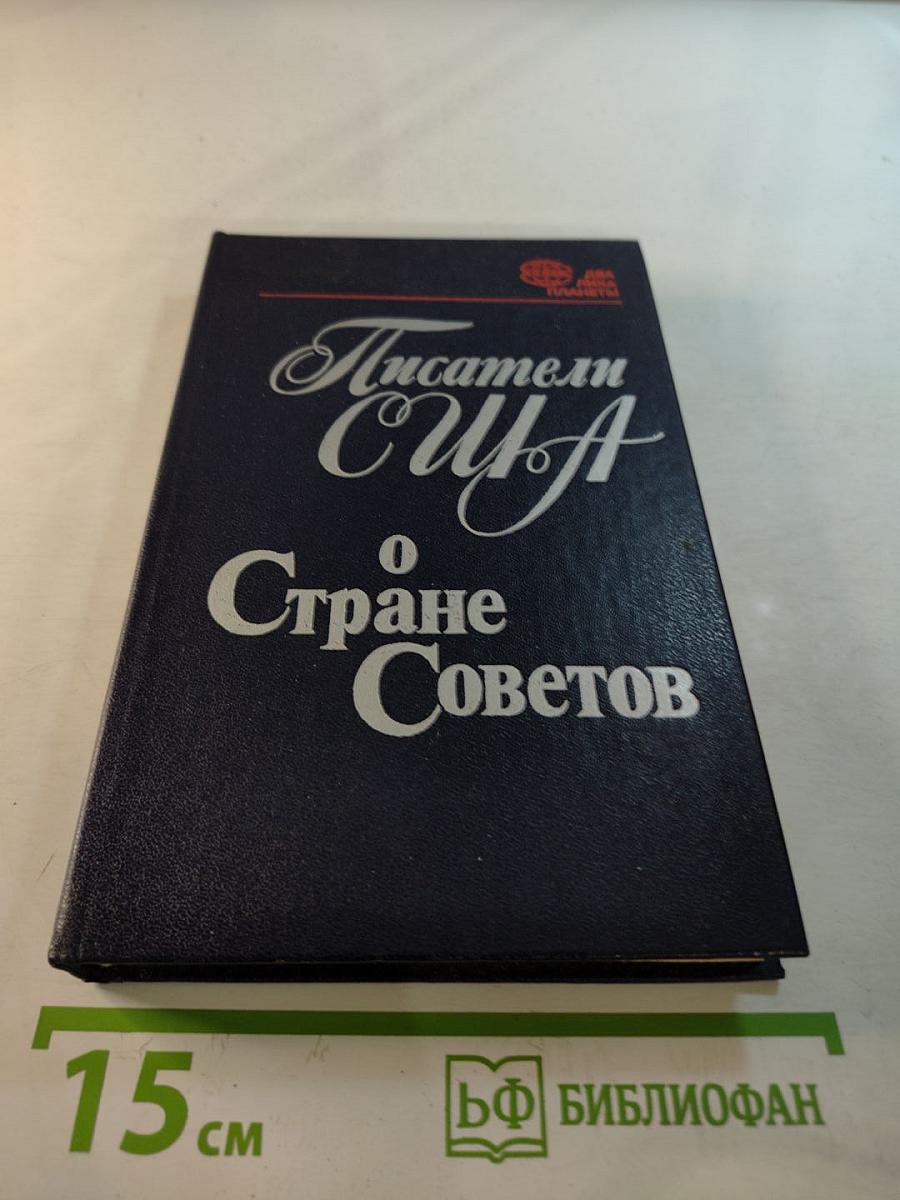 ДВА
ЛИКА
ПЛАНЕТЫ
Писатели
США
о
Стране
Советов
15 см
ЬФ БИБЛИОФАН